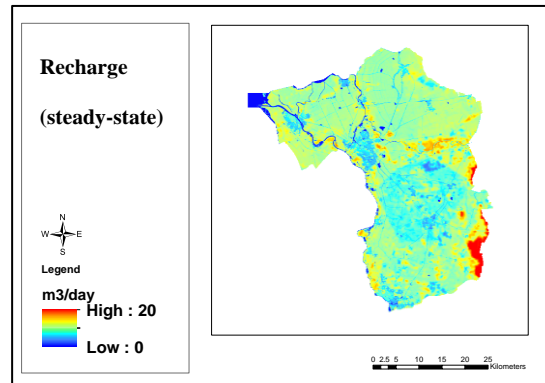 Recharge
(steady-state)
N
W E
S
Legend
m3/day
High : 20
Low : 0
0 2.5 5 10 15 20 25
Kilometers